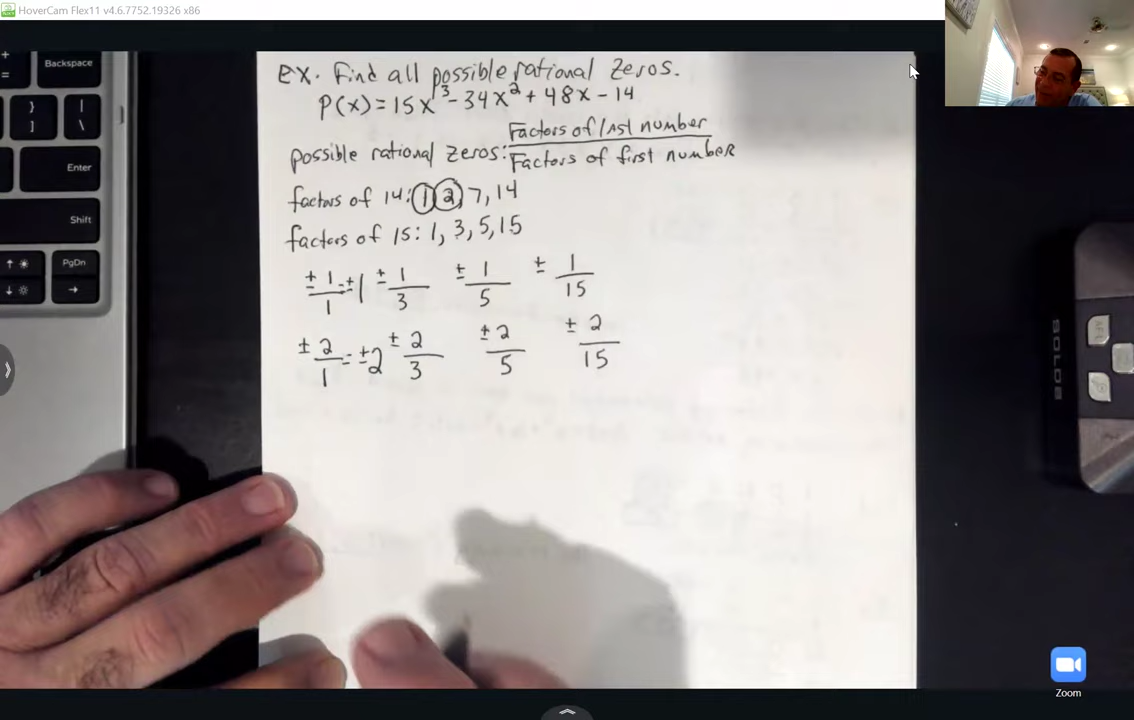 HoverCam Flex11 v4.6.7752.19326 x86
Backspace
Enter
Shift
PgDn
EX. Find all possible rational zeros.
P(x) = 15x³ - 34x² + 48x - 14
possible rational zeros: Factors of last number / Factors of first number
factors of 14: 1, 2, 7, 14
factors of 15: 1, 3, 5, 15
± 1/1 = ±1 ± 1/3 ± 1/5 ± 1/15
± 2/1 = ±2 ± 2/3 ± 2/5 ± 2/15
Zoom